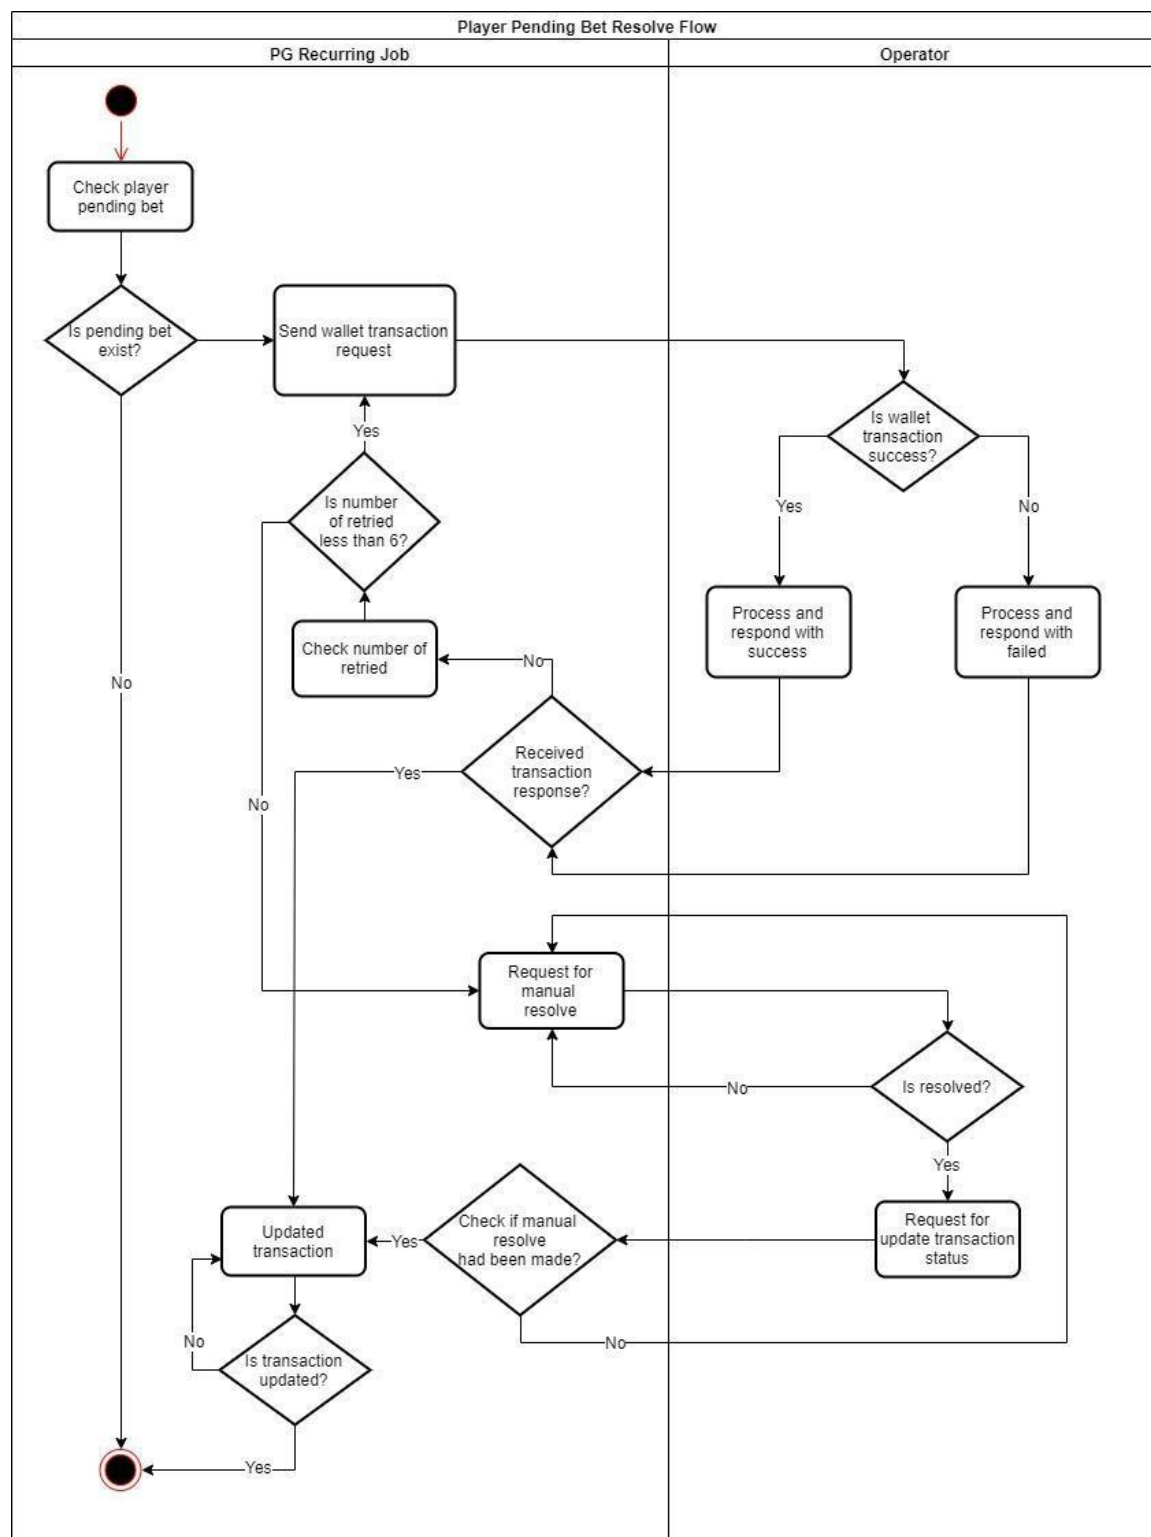 Player Pending Bet Resolve Flow
PG Recurring Job
Operator
Check player
pending bet
Is pending bet
exist?
Send wallet transaction
request
Is wallet
transaction
success?
Yes
Yes
No
Is number
of retried
less than 6?
Process and
respond with
success
Process and
respond with
failed
Check number of
retried
No
No
Received
transaction
response?
Yes
No
Request for
manual
resolve
Is resolved?
No
Yes
Check if manual
resolve
had been made?
Request for
update transaction
status
Updated
transaction
Yes
No
No
Is transaction
updated?
Yes